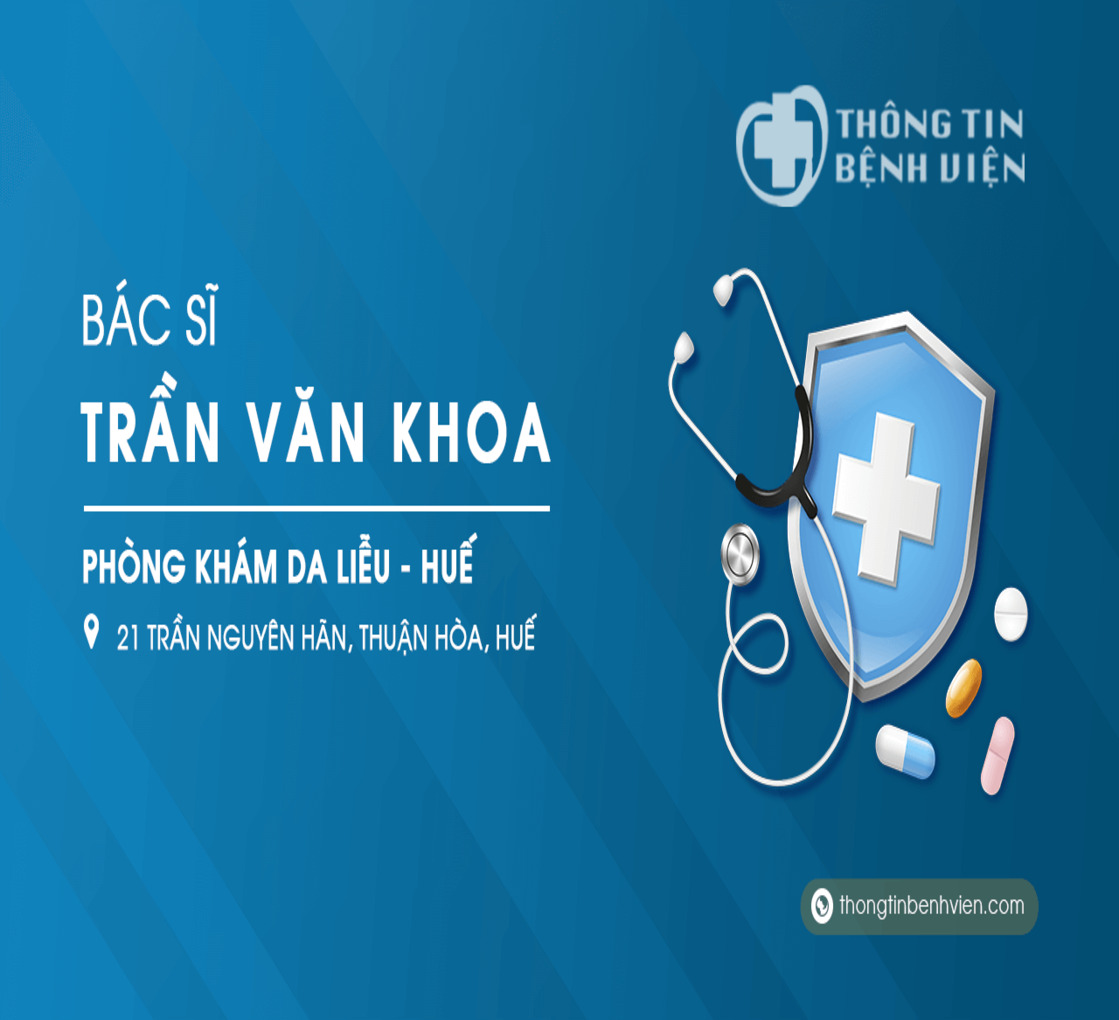 THÔNG TIN
BỆNH VIỆN
BÁC SĨ
TRẦN VĂN KHOA
PHÒNG KHÁM DA LIỄU - HUẾ
21 TRẦN NGUYÊN HÃN, THUẬN HÒA, HUẾ
thongtinbenhvien.com